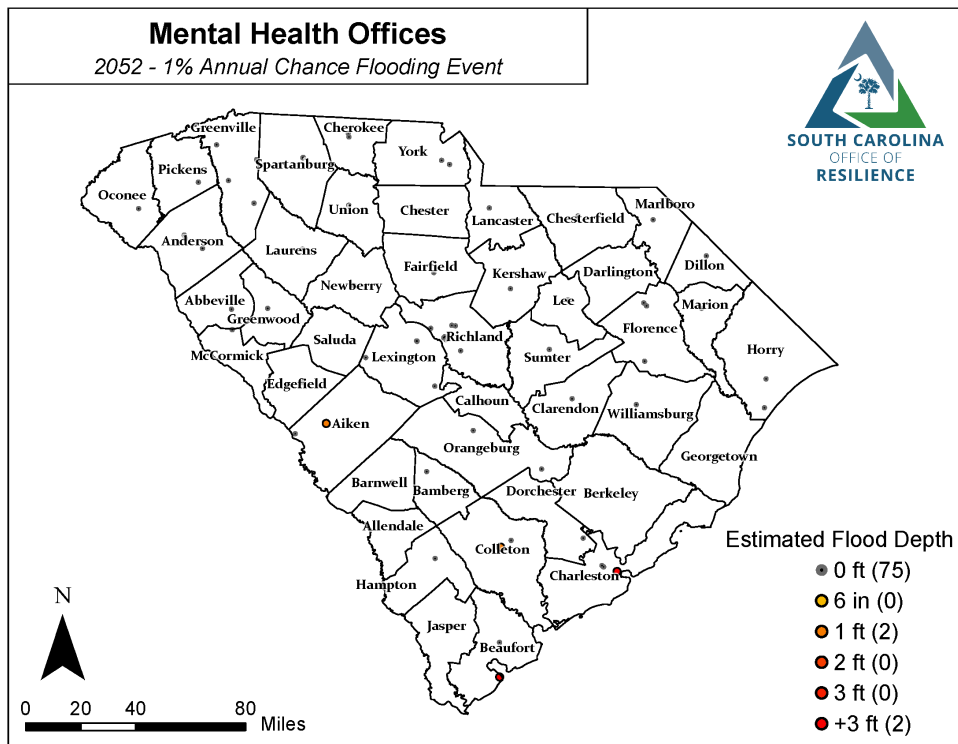 Mental Health Offices
2052 - 1% Annual Chance Flooding Event
SOUTH CAROLINA
OFFICE OF
RESILIENCE
Greenville
Cherokee
York
Spartanburg
Pickens
Oconee
Union
Chester
Lancaster
Chesterfield
Marlboro
Anderson
Laurens
Fairfield
Kershaw
Darlington
Dillon
Newberry
Abbeville
Greenwood
Lee
Marion
Florence
Saluda
Richland
Lexington
Sumter
Horry
McCormick
Edgefield
Calhoun
Clarendon
Williamsburg
Aiken
Orangeburg
Georgetown
Barnwell
Bamberg
Dorchester
Berkeley
Allendale
Colleton
Charleston
Hampton
Jasper
Beaufort
Estimated Flood Depth
0 ft (75)
6 in (0)
1 ft (2)
2 ft (0)
3 ft (0)
+3 ft (2)
N
0 20 40 80
Miles